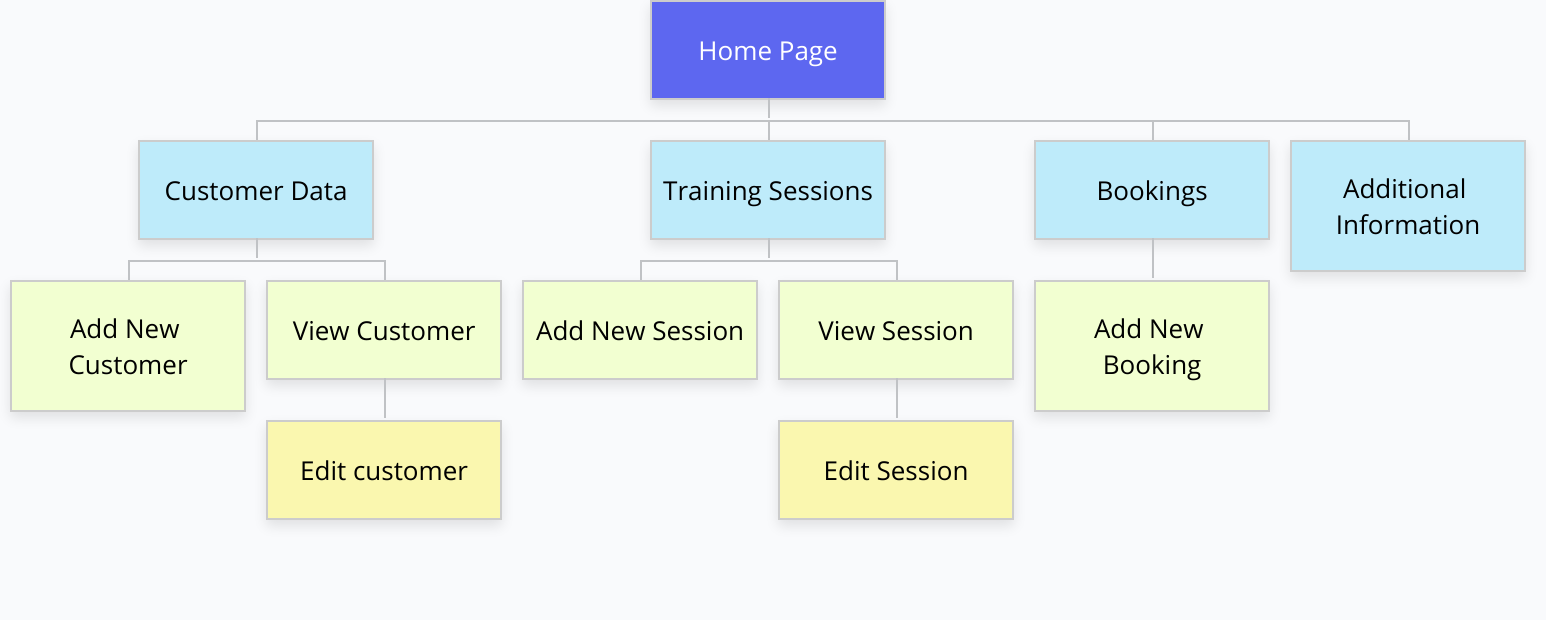 Home Page
Customer Data
Training Sessions
Bookings
Additional
Information
Add New
Customer
View Customer
Add New Session
View Session
Add New
Booking
Edit customer
Edit Session